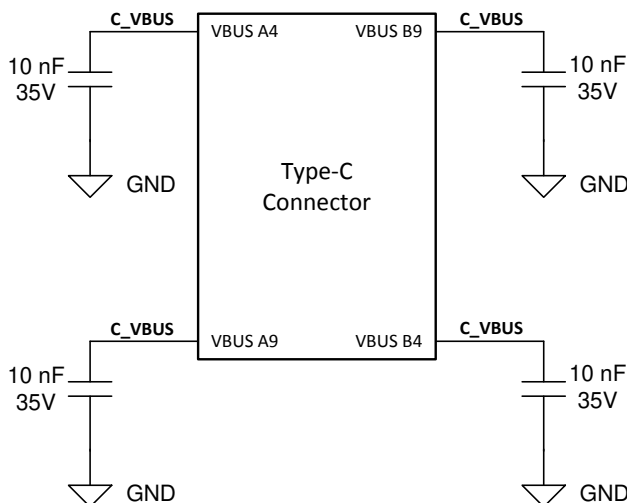 C_VBUS
VBUS A4
VBUS B9
C_VBUS
10 nF
35V
10 nF
35V
Type-C
Connector
GND
GND
C_VBUS
VBUS A9
VBUS B4
C_VBUS
10 nF
35V
10 nF
35V
GND
GND